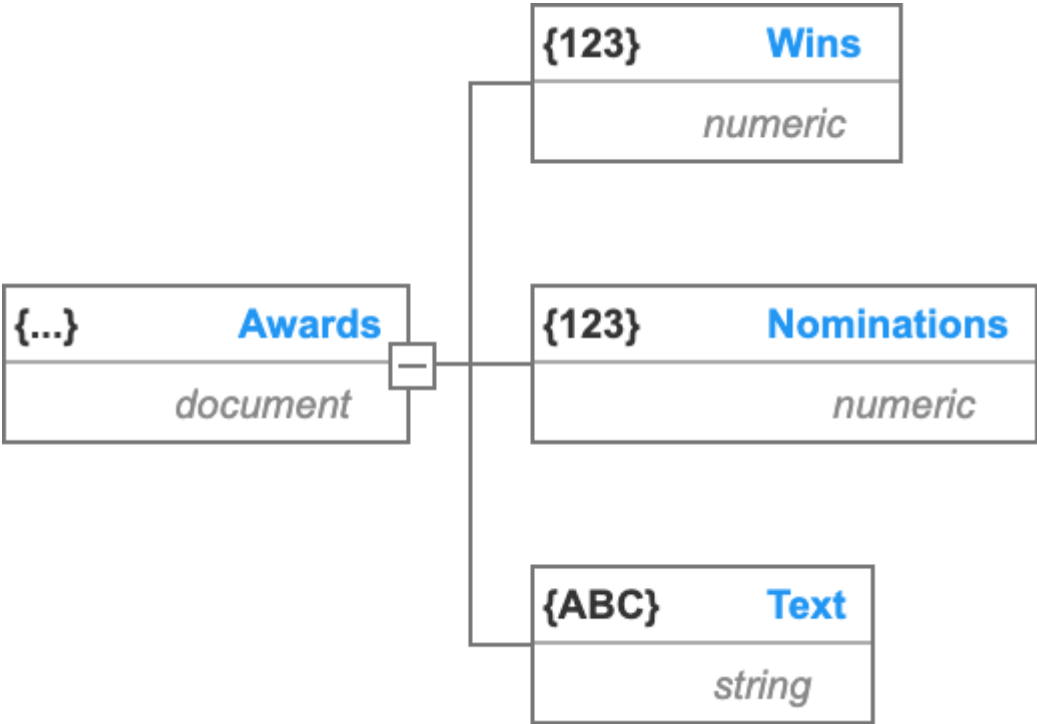 {123} Wins
numeric
{...} Awards
document
{123} Nominations
numeric
{ABC} Text
string